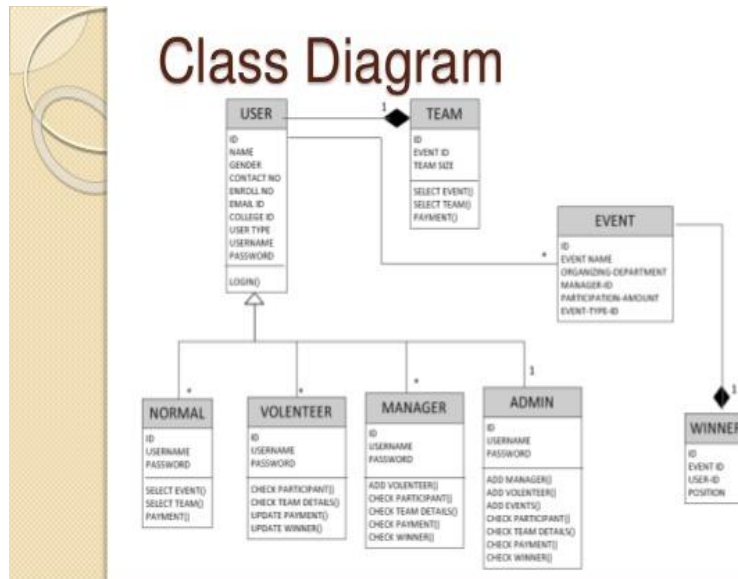 Class Diagram
USER
ID
NAME
GENDER
CONTACT NO
ENROLL NO
EMAIL ID
COLLEGE ID
USER TYPE
USERNAME
PASSWORD
LOGIN()
1
TEAM
ID
EVENT ID
TEAM SIZE
SELECT EVENT()
SELECT TEAM()
PAYMENT()
*
EVENT
ID
EVENT NAME
ORGANIZING-DEPARTMENT
MANAGER-ID
PARTICIPATION-AMOUNT
EVENT-TYPE-ID
*
NORMAL
ID
USERNAME
PASSWORD
SELECT EVENT()
SELECT TEAM()
PAYMENT()
*
VOLENTEER
ID
USERNAME
PASSWORD
CHECK PARTICIPANT()
CHECK TEAM DETAILS()
UPDATE PAYMENT()
UPDATE WINNER()
*
MANAGER
ID
USERNAME
PASSWORD
ADD VOLENTEER()
CHECK PARTICIPANT()
CHECK TEAM DETAILS()
CHECK PAYMENT()
CHECK WINNER()
1
ADMIN
ID
USERNAME
PASSWORD
ADD MANAGER()
ADD VOLENTEER()
ADD EVENTS()
CHECK PARTICIPANT()
CHECK TEAM DETAILS()
CHECK PAYMENT()
CHECK WINNER()
1
WINNER
ID
EVENT ID
USER-ID
POSITION